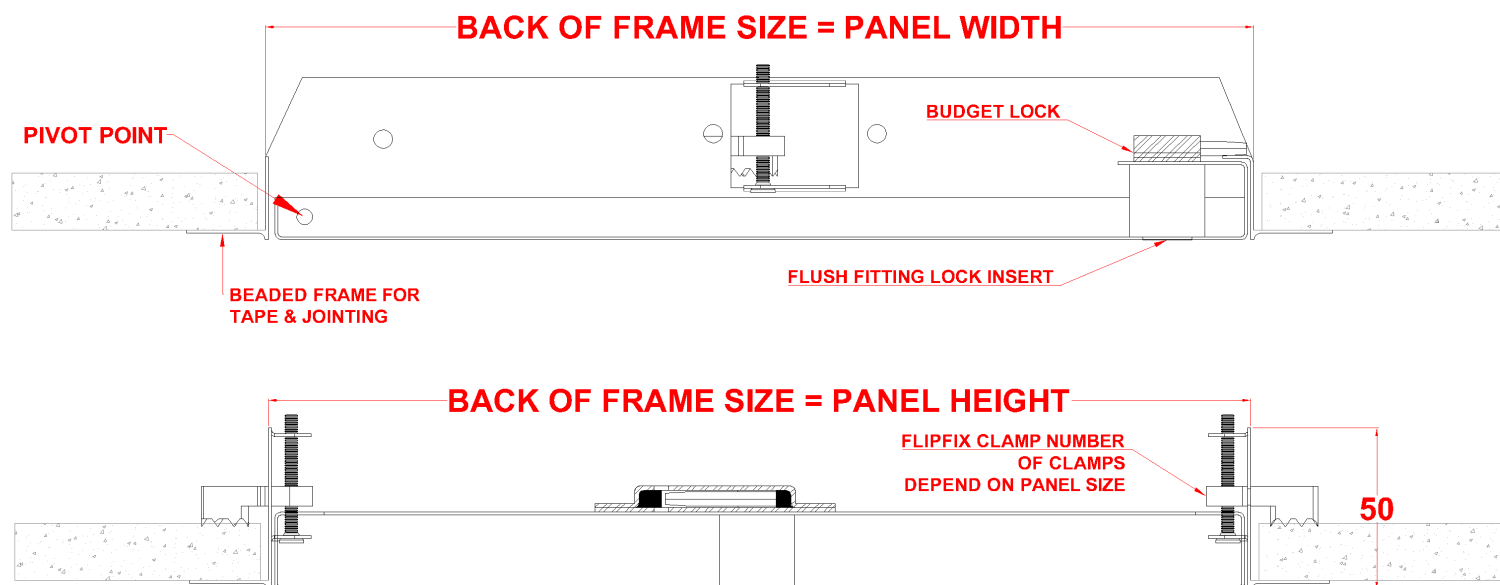 BACK OF FRAME SIZE = PANEL WIDTH
BUDGET LOCK
PIVOT POINT
FLUSH FITTING LOCK INSERT
BEADED FRAME FOR
TAPE & JOINTING
BACK OF FRAME SIZE = PANEL HEIGHT
FLIPFIX CLAMP NUMBER
OF CLAMPS
DEPEND ON PANEL SIZE
50